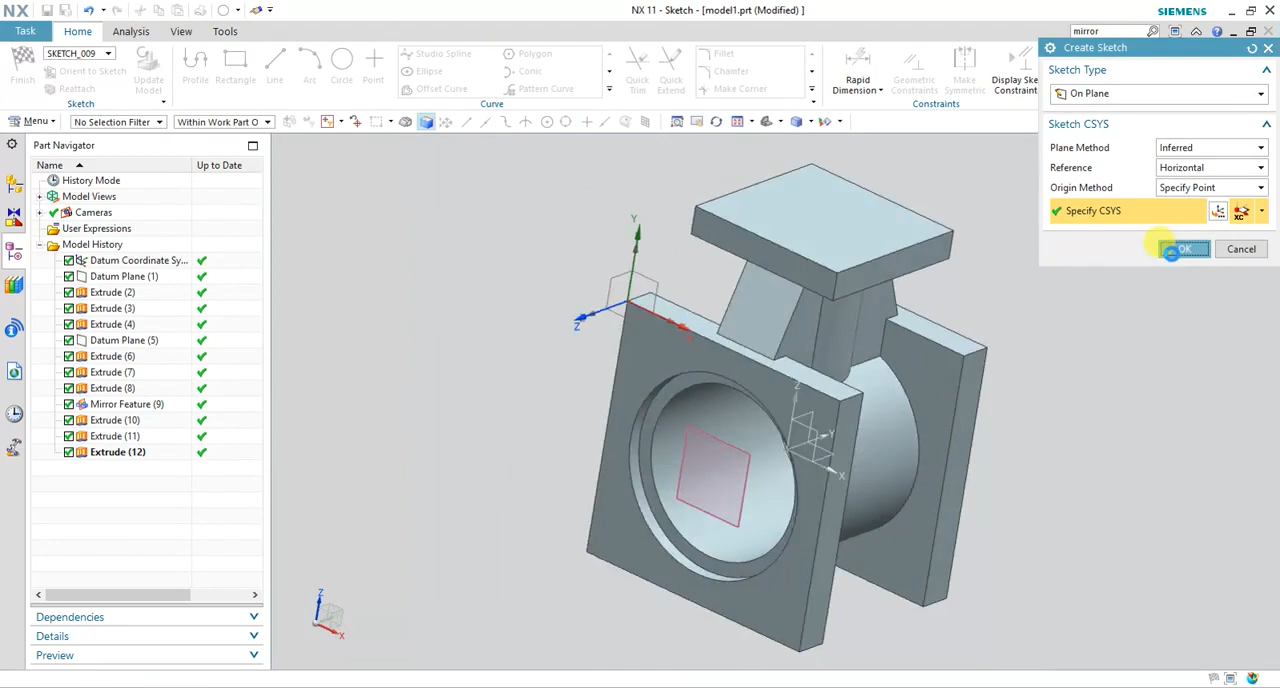 NX
NX 11 - Sketch - [model1.prt (Modified) ]
SIEMENS
Task Home Analysis View Tools
mirror
Finish
SKETCH_009
Orient to Sketch
Reattach
Update Model
Sketch
Profile Rectangle Line Arc Circle Point
Studio Spline Polygon
Ellipse Conic
Offset Curve Pattern Curve
Curve
Quick Trim
Quick Extend
Fillet
Chamfer
Make Corner
Rapid Dimension
Geometric Constraints
Make Symmetric
Display Sketch
Constraint
Constraints
Menu
No Selection Filter
Within Work Part O
Create Sketch
Sketch Type
On Plane
Sketch CSYS
Plane Method Inferred
Reference Horizontal
Origin Method Specify Point
Specify CSYS
XC
OK Cancel
Part Navigator
Name Up to Date
History Mode
Model Views
Cameras
User Expressions
Model History
Datum Coordinate Sy...
Datum Plane (1)
Extrude (2)
Extrude (3)
Extrude (4)
Datum Plane (5)
Extrude (6)
Extrude (7)
Extrude (8)
Mirror Feature (9)
Extrude (10)
Extrude (11)
Extrude (12)
Dependencies
Details
Preview
Y
Z
X
Z
Y
X
Z
X